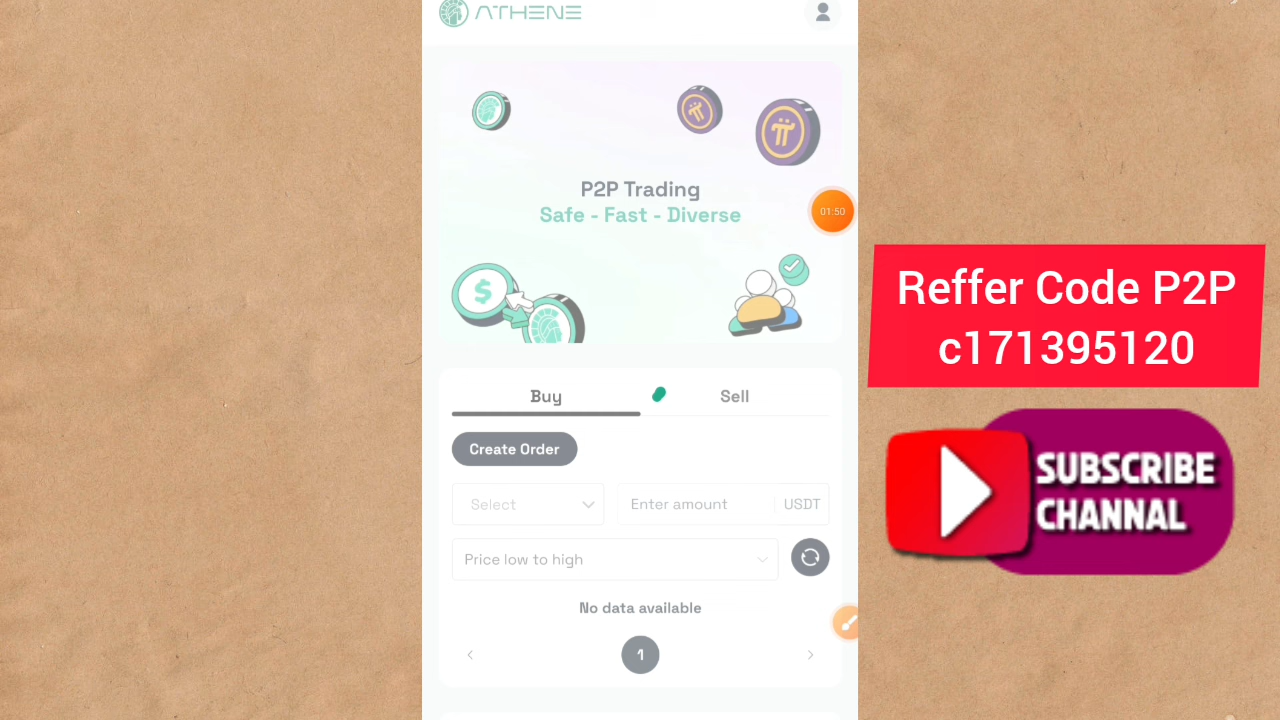 ATHENE
P2P Trading
Safe - Fast - Diverse
01:50
Buy
Sell
Create Order
Select
Enter amount
USDT
Price low to high
No data available
1
Reffer Code P2P
c171395120
SUBSCRIBE
CHANNAL